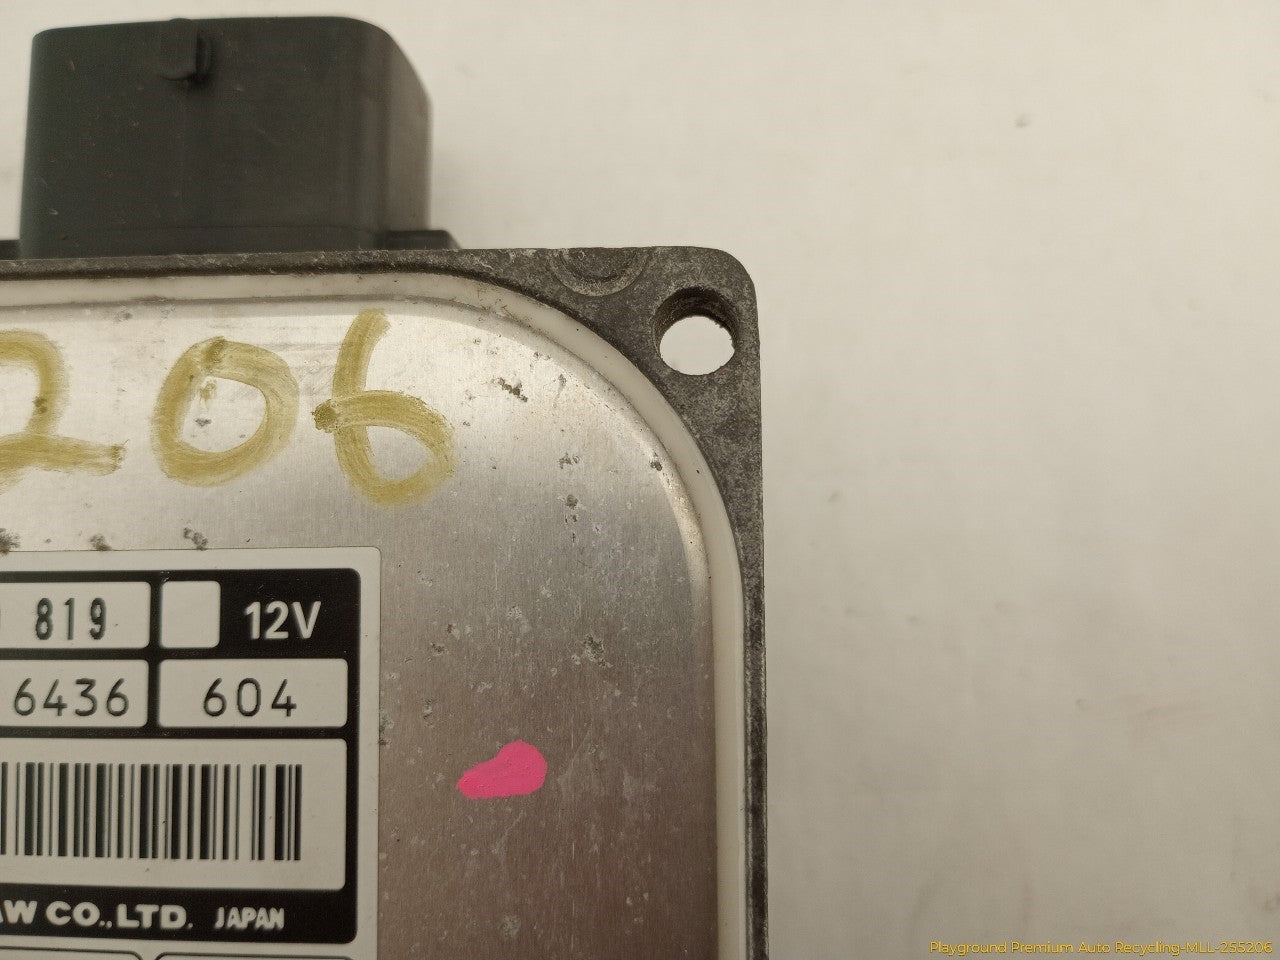 206
819 12V
6436 604
AW CO.,LTD. JAPAN
Playground Premium Auto Recycling-MLL-255206